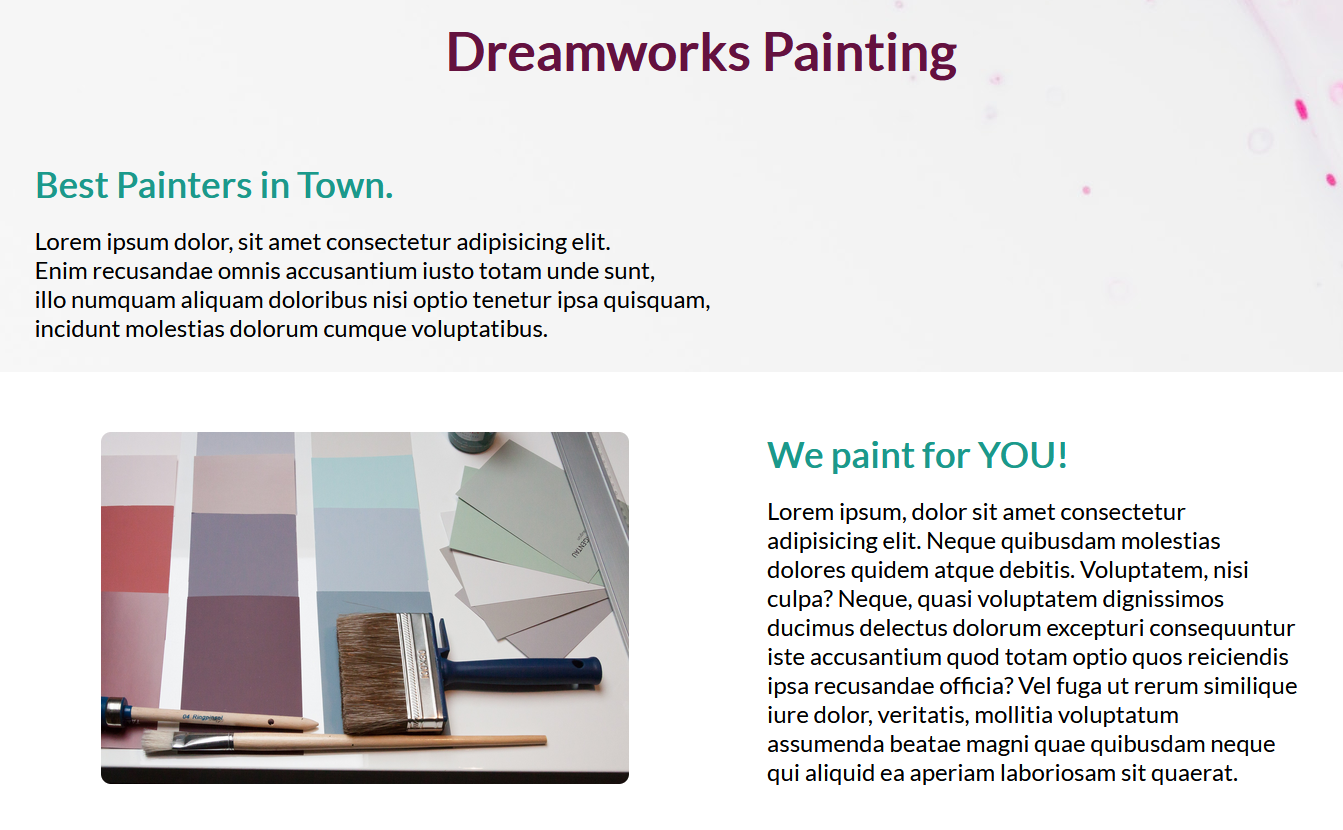 Dreamworks Painting
Best Painters in Town.
Lorem ipsum dolor, sit amet consectetur adipisicing elit.
Enim recusandae omnis accusantium iusto totam unde sunt,
illo numquam aliquam doloribus nisi optio tenetur ipsa quisquam,
incidunt molestias dolorum cumque voluptatibus.
We paint for YOU!
Lorem ipsum, dolor sit amet consectetur
adipisicing elit. Neque quibusdam molestias
dolores quidem atque debitis. Voluptatem, nisi
culpa? Neque, quasi voluptatem dignissimos
ducimus delectus dolorum excepturi consequuntur
iste accusantium quod totam optio quos reiciendis
ipsa recusandae officia? Vel fuga ut rerum similique
iure dolor, veritatis, mollitia voluptatum
assumenda beatae magni quae quibusdam neque
qui aliquid ea aperiam laboriosam sit quaerat.
04 Ringpinsel